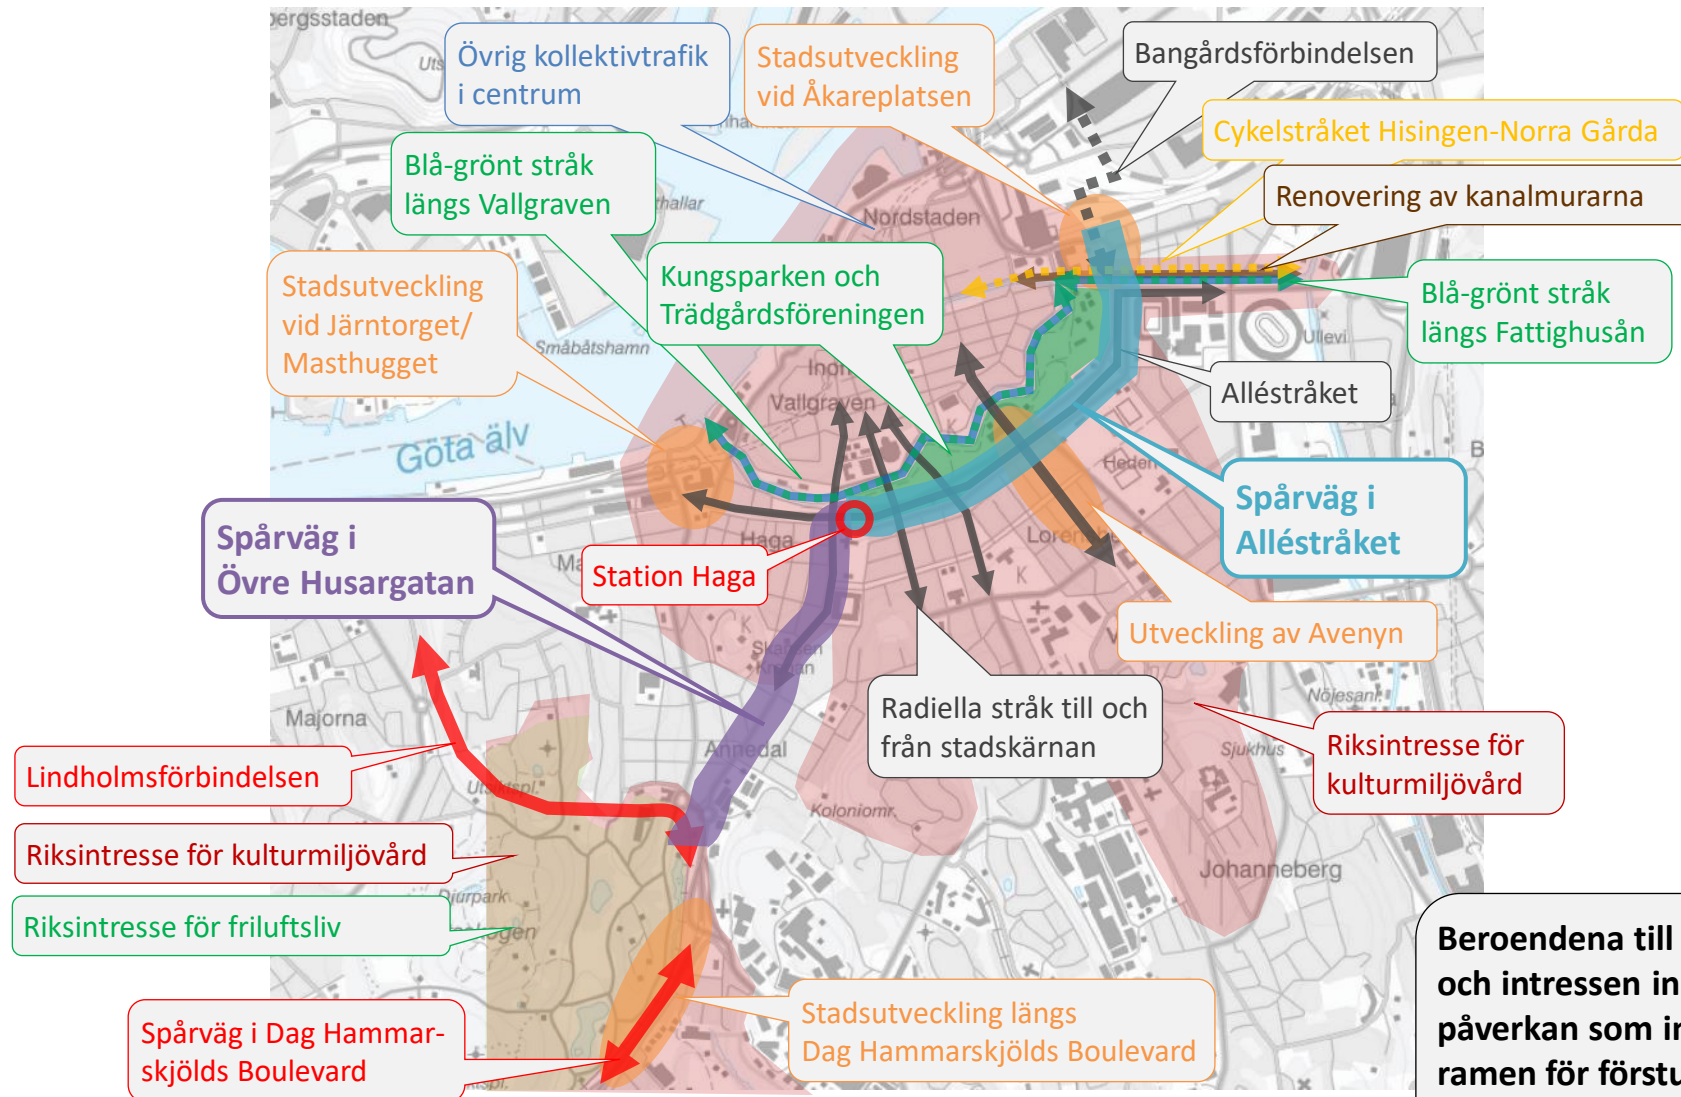 bergsstaden
Övrig kollektivtrafik
i centrum
Stadsutveckling
vid Åkareplatsen
Bangårdsförbindelsen
Cykelstråket Hisingen-Norra Gårda
Blå-grönt stråk
längs Vallgraven
Renovering av kanalmurarna
Nordstaden
Kungsparken och
Trädgårdsföreningen
Stadsutveckling
vid Järntorget/
Masthugget
Blå-grönt stråk
längs Fattighusån
Småbåtshamn
Ullevi
Vallgraven
Alléstråket
Göta älv
Heden
Spårväg i
Alléstråket
Spårväg i
Övre Husargatan
Haga
Station Haga
Utveckling av Avenyn
Radiella stråk till och
från stadskärnan
Majorna
Annedal
Nöjesanl.
Sjukhus
Riksintresse för
kulturmiljövård
Lindholmsförbindelsen
Koloniomr.
Riksintresse för kulturmiljövård
Johanneberg
Djurpark
Riksintresse för friluftsliv
Stadsutveckling längs
Dag Hammarskjölds Boulevard
Spårväg i Dag Hammar-
skjölds Boulevard
Beroendena till
och intressen in
påverkan som in
ramen för förstu